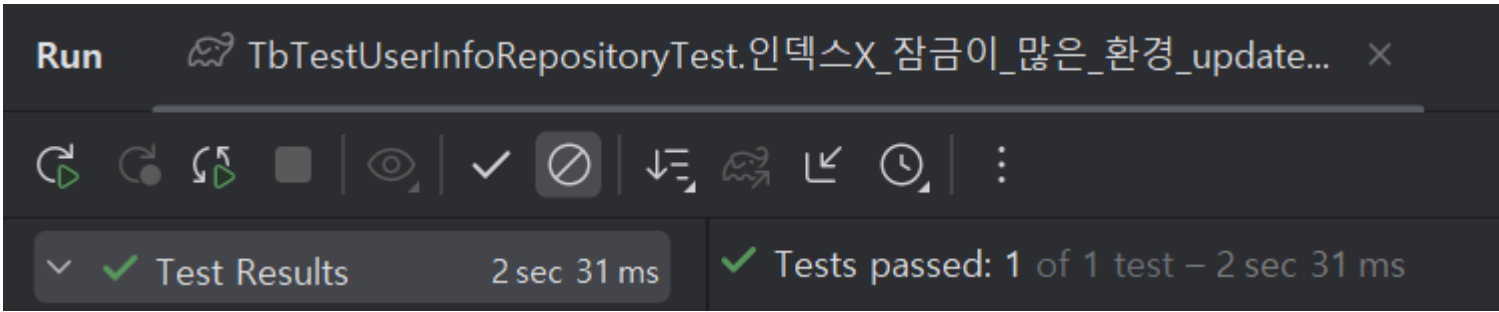 Run TbTestUserInfoRepositoryTest.인덱스X_잠금이_많은_환경_update...
Test Results 2 sec 31 ms Tests passed: 1 of 1 test – 2 sec 31 ms